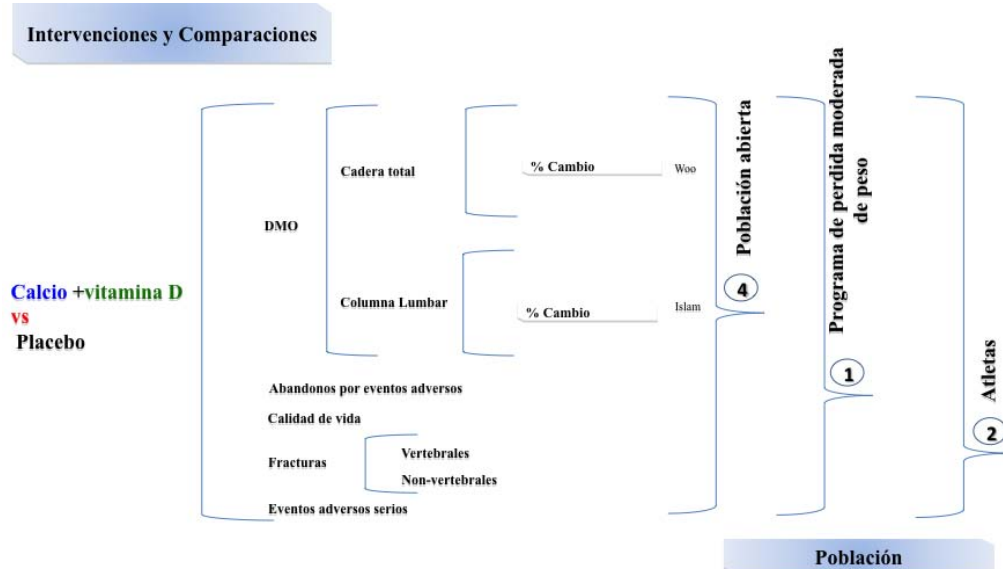 Intervenciones y Comparaciones
Calcio +vitamina D
vs
Placebo
DMO
Cadera total
% Cambio
Woo
Columna Lumbar
% Cambio
Islam
Abandonos por eventos adversos
Calidad de vida
Fracturas
Vertebrales
Non-vertebrales
Eventos adversos serios
Población abierta
4
Programa de perdida moderada
de peso
1
Atletas
2
Población